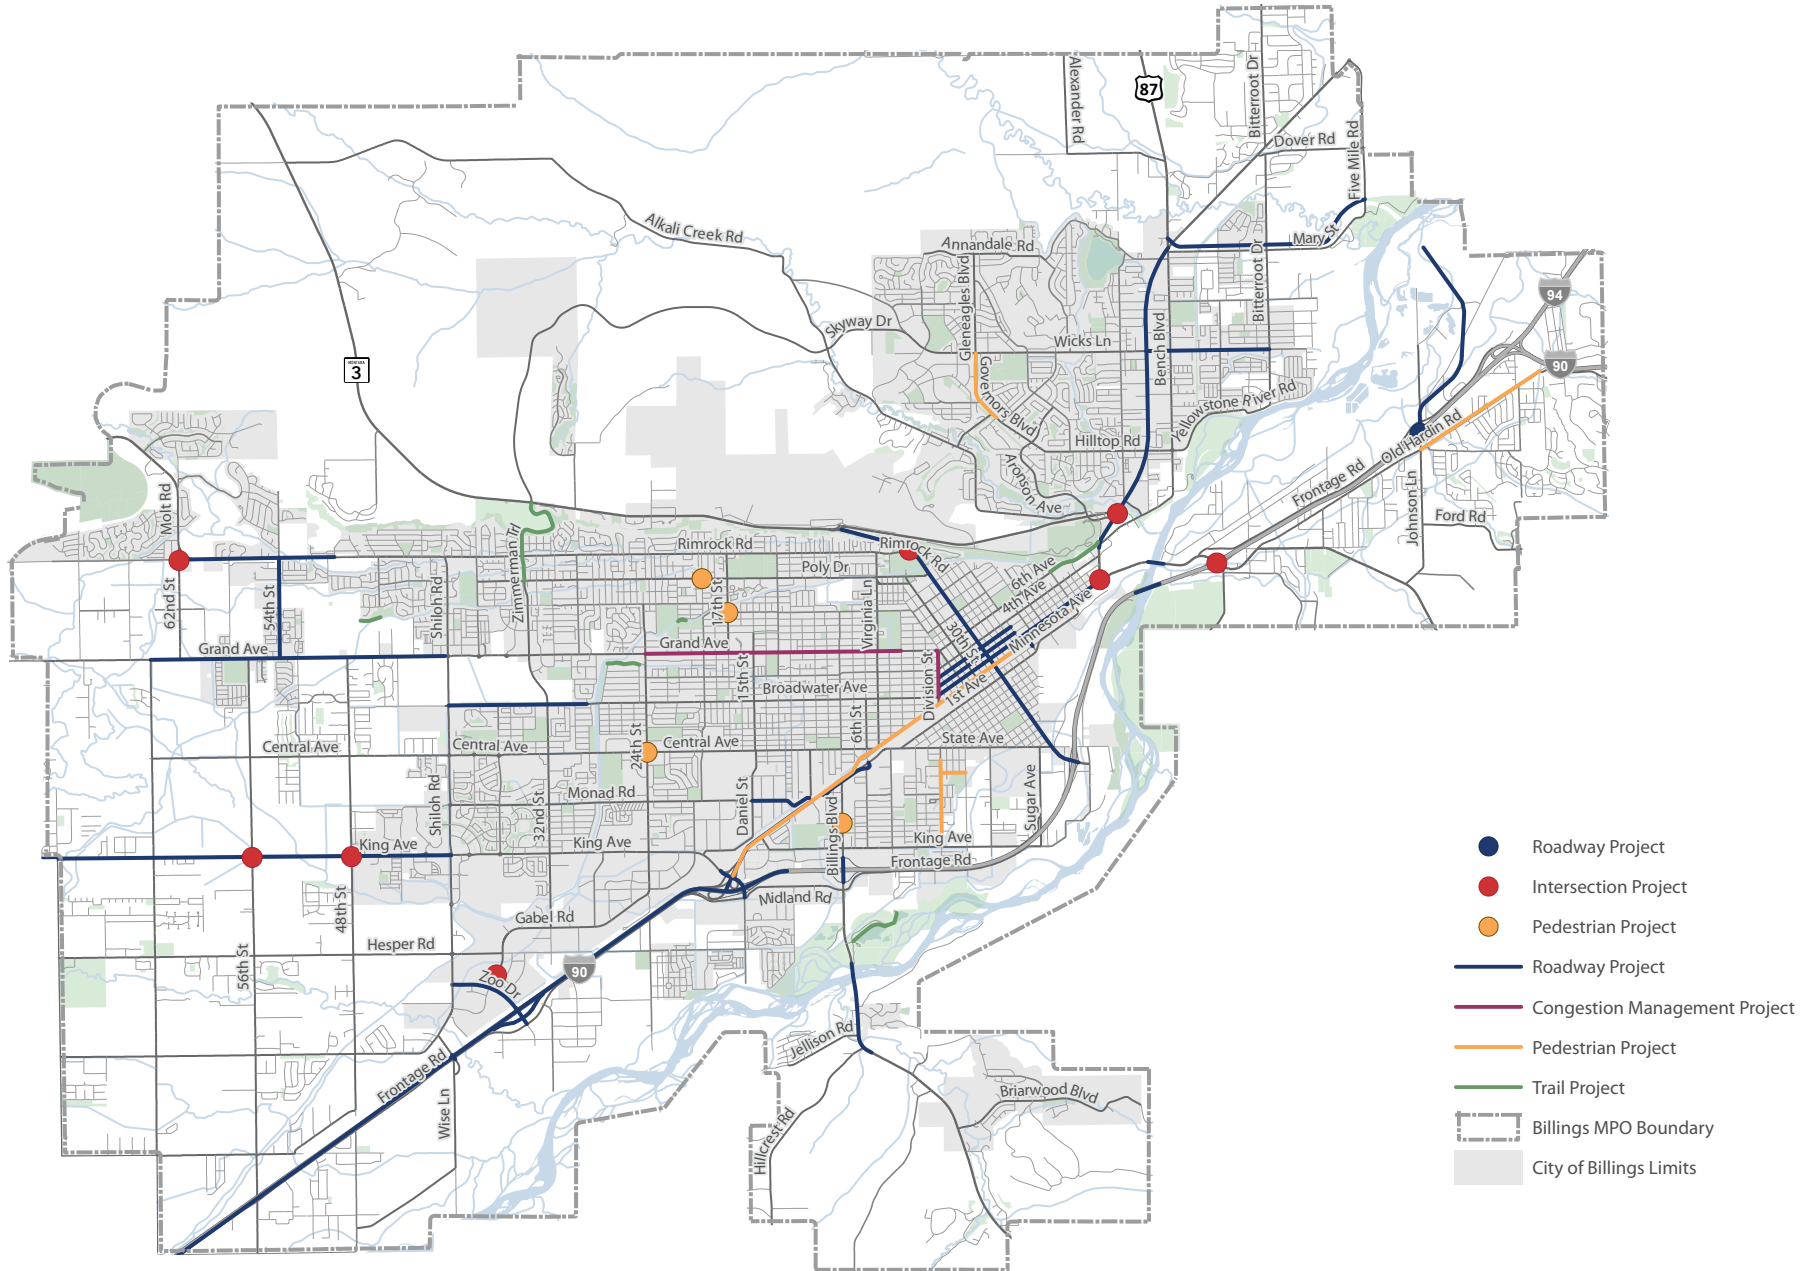 Alexander Rd
87
Bitterroot Dr
Dover Rd
Five Mile Rd
Alkali Creek Rd
Annandale Rd
Mary St
Bitterroot Dr
Gleneagles Blvd
94
Skyway Dr
Wicks Ln
Bench Blvd
MONTANA
3
90
Governors Blvd
Yellowstone River Rd
Hilltop Rd
Old Hardin Rd
Aronson Ave
Frontage Rd
Johnson Ln
Ford Rd
Molt Rd
Zimmerman Trl
Rimrock Rd
Rimrock Rd
Poly Dr
6th Ave
4th Ave
62nd St
54th St
Shiloh Rd
17th St
Virginia Ln
Minnesota Ave
30th St
Grand Ave
Grand Ave
15th St
Broadwater Ave
Division St
1st Ave
6th St
Central Ave
Central Ave
24th St
Central Ave
State Ave
Shiloh Rd
32nd St
Monad Rd
Daniel St
Billings Blvd
Sugar Ave
King Ave
King Ave
King Ave
Frontage Rd
48th St
Midland Rd
Gabel Rd
Hesper Rd
56th St
Zoo Dr
90
Jellison Rd
Frontage Rd
Wise Ln
Hillcrest Rd
Briarwood Blvd
Roadway Project
Intersection Project
Pedestrian Project
Roadway Project
Congestion Management Project
Pedestrian Project
Trail Project
Billings MPO Boundary
City of Billings Limits